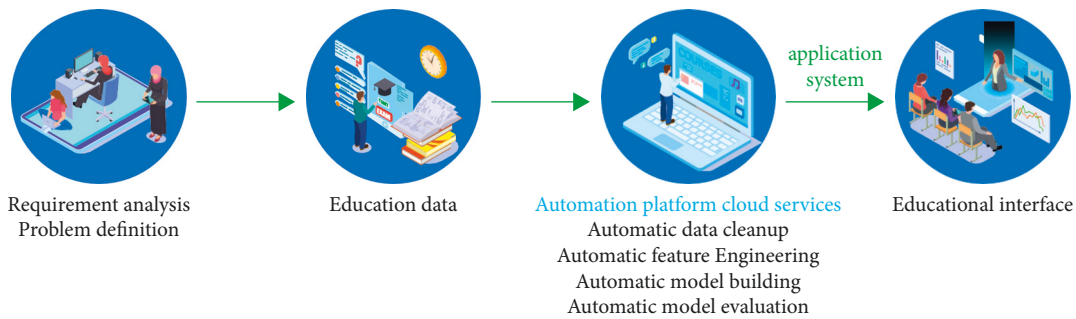 Requirement analysis
Problem definition
Education data
COURSES
Automation platform cloud services
Automatic data cleanup
Automatic feature Engineering
Automatic model building
Automatic model evaluation
application
system
Educational interface